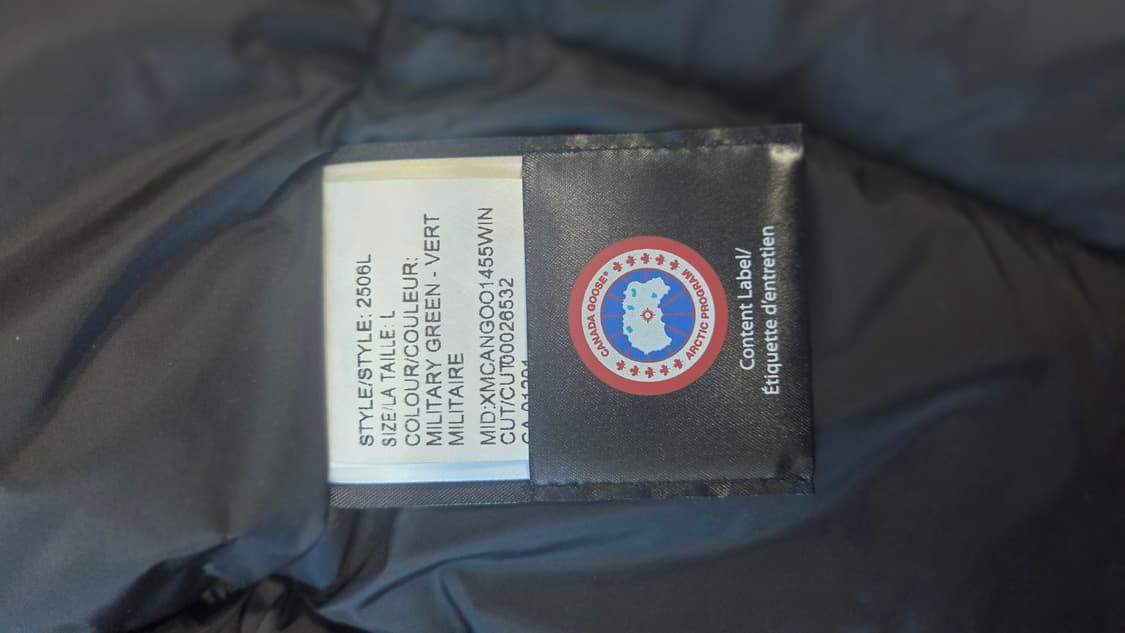 STYLE/STYLE: 2506L
SIZE/LA TAILLE: L
COLOUR/COULEUR:
MILITARY GREEN - VERT
MILITAIRE
MID:XMCANGOO1455WIN
CUT/CUT00026532
CANADA GOOSE®
ARCTIC PROGRAM
Content Label/
Étiquette d'entretien